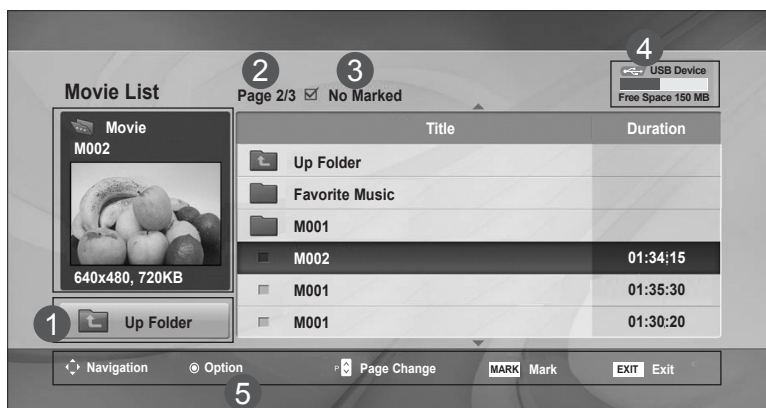 4
USB Device
2 3
Movie List Page 2/3 No Marked Free Space 150 MB
Movie Title Duration
M002
Up Folder
Favorite Music
M001
M002 01:34:15
640x480, 720KB
M001 01:35:30
1 Up Folder M001 01:30:20
Navigation Option P Page Change MARK Mark EXIT Exit
5